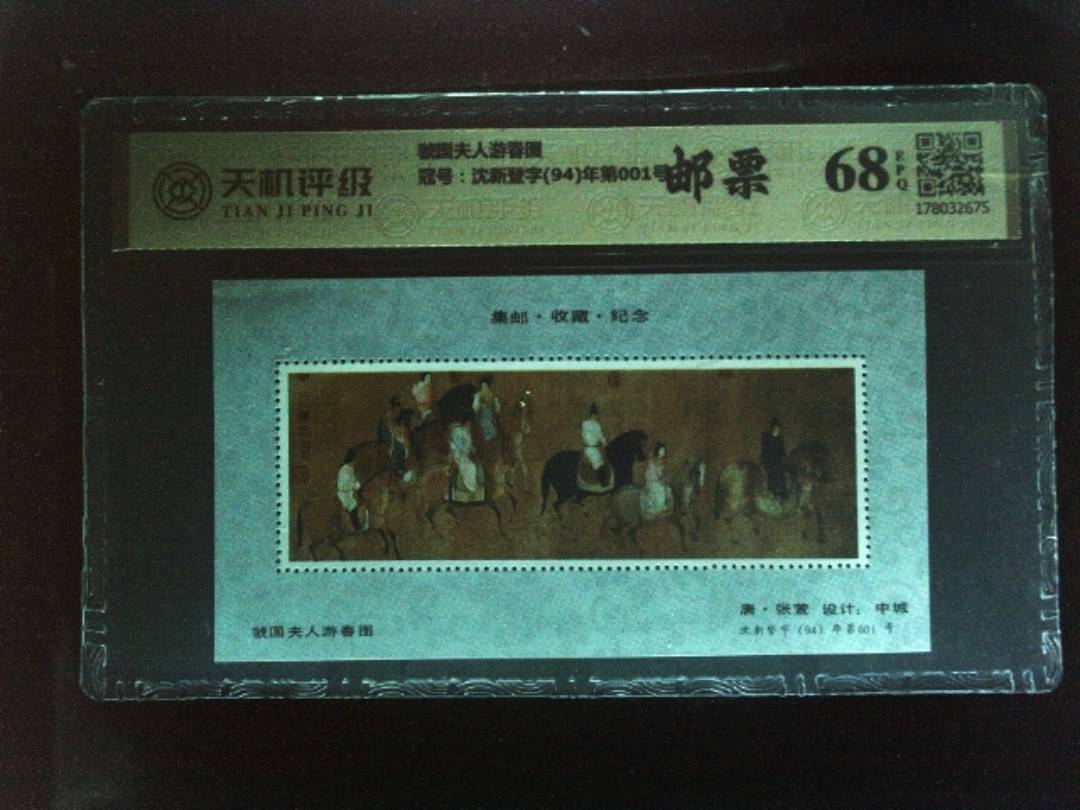 天机评级
TIAN JI PING JI
虢国夫人游春图
冠号：沈新登字(94)年第001号
邮票
68
EPQ
178032675
集邮·收藏·纪念
唐·张萱 设计：中城
虢国夫人游春图
沈新登字（94）年第001号